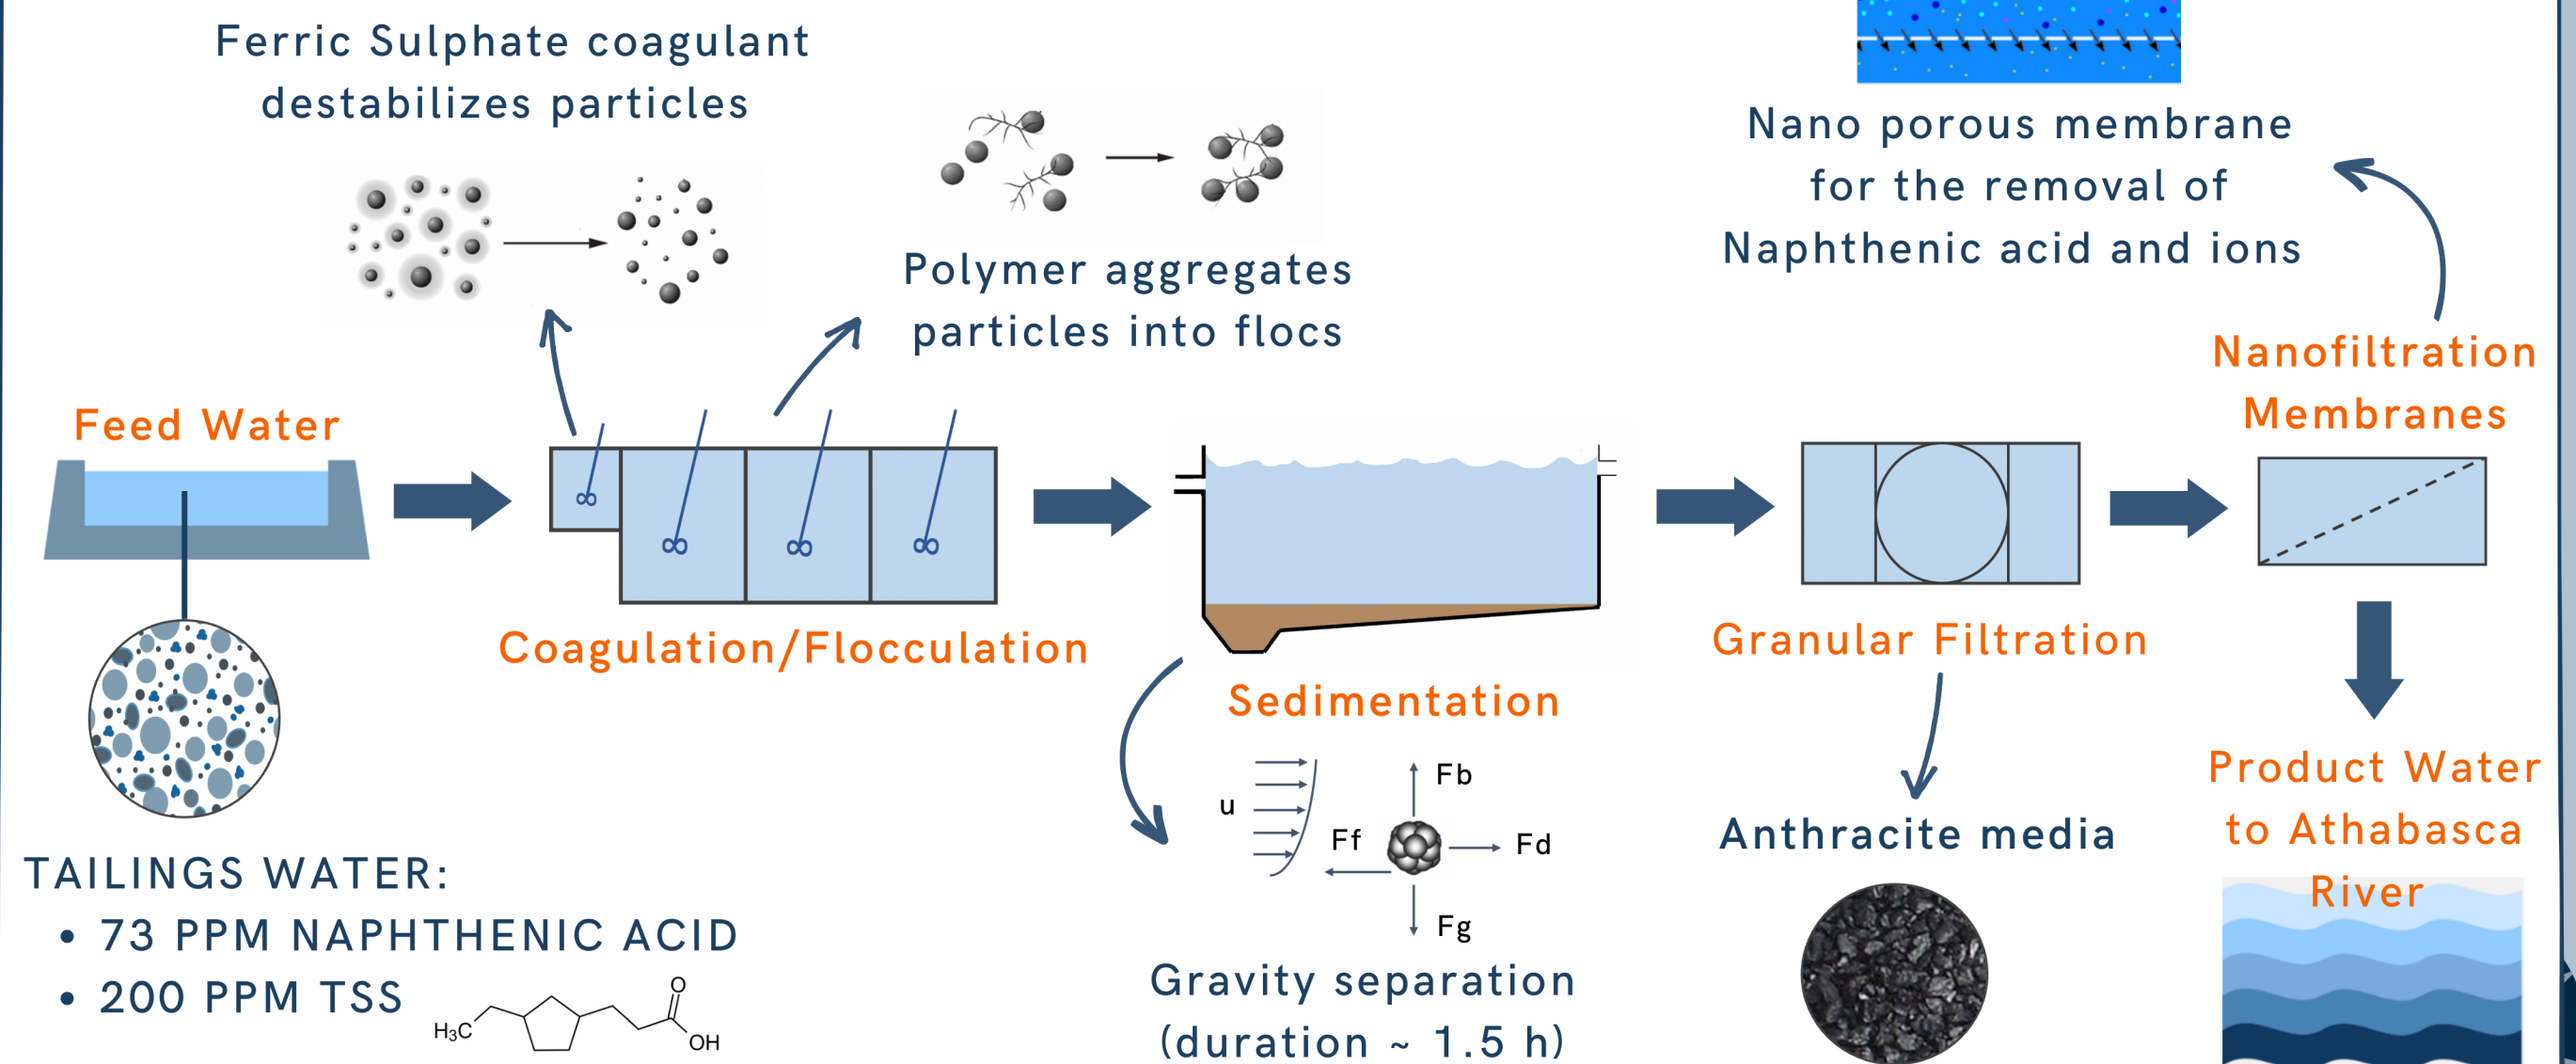 Ferric Sulphate coagulant
destabilizes particles
Polymer aggregates
particles into flocs
Nano porous membrane
for the removal of
Naphthenic acid and ions
Nanofiltration
Membranes
Feed Water
Coagulation/Flocculation
Sedimentation
Granular Filtration
u
Fb
Ff
Fd
Fg
Gravity separation
(duration ~ 1.5 h)
Anthracite media
Product Water
to Athabasca
River
TAILINGS WATER:
• 73 PPM NAPHTHENIC ACID
• 200 PPM TSS
H₃C
O
OH